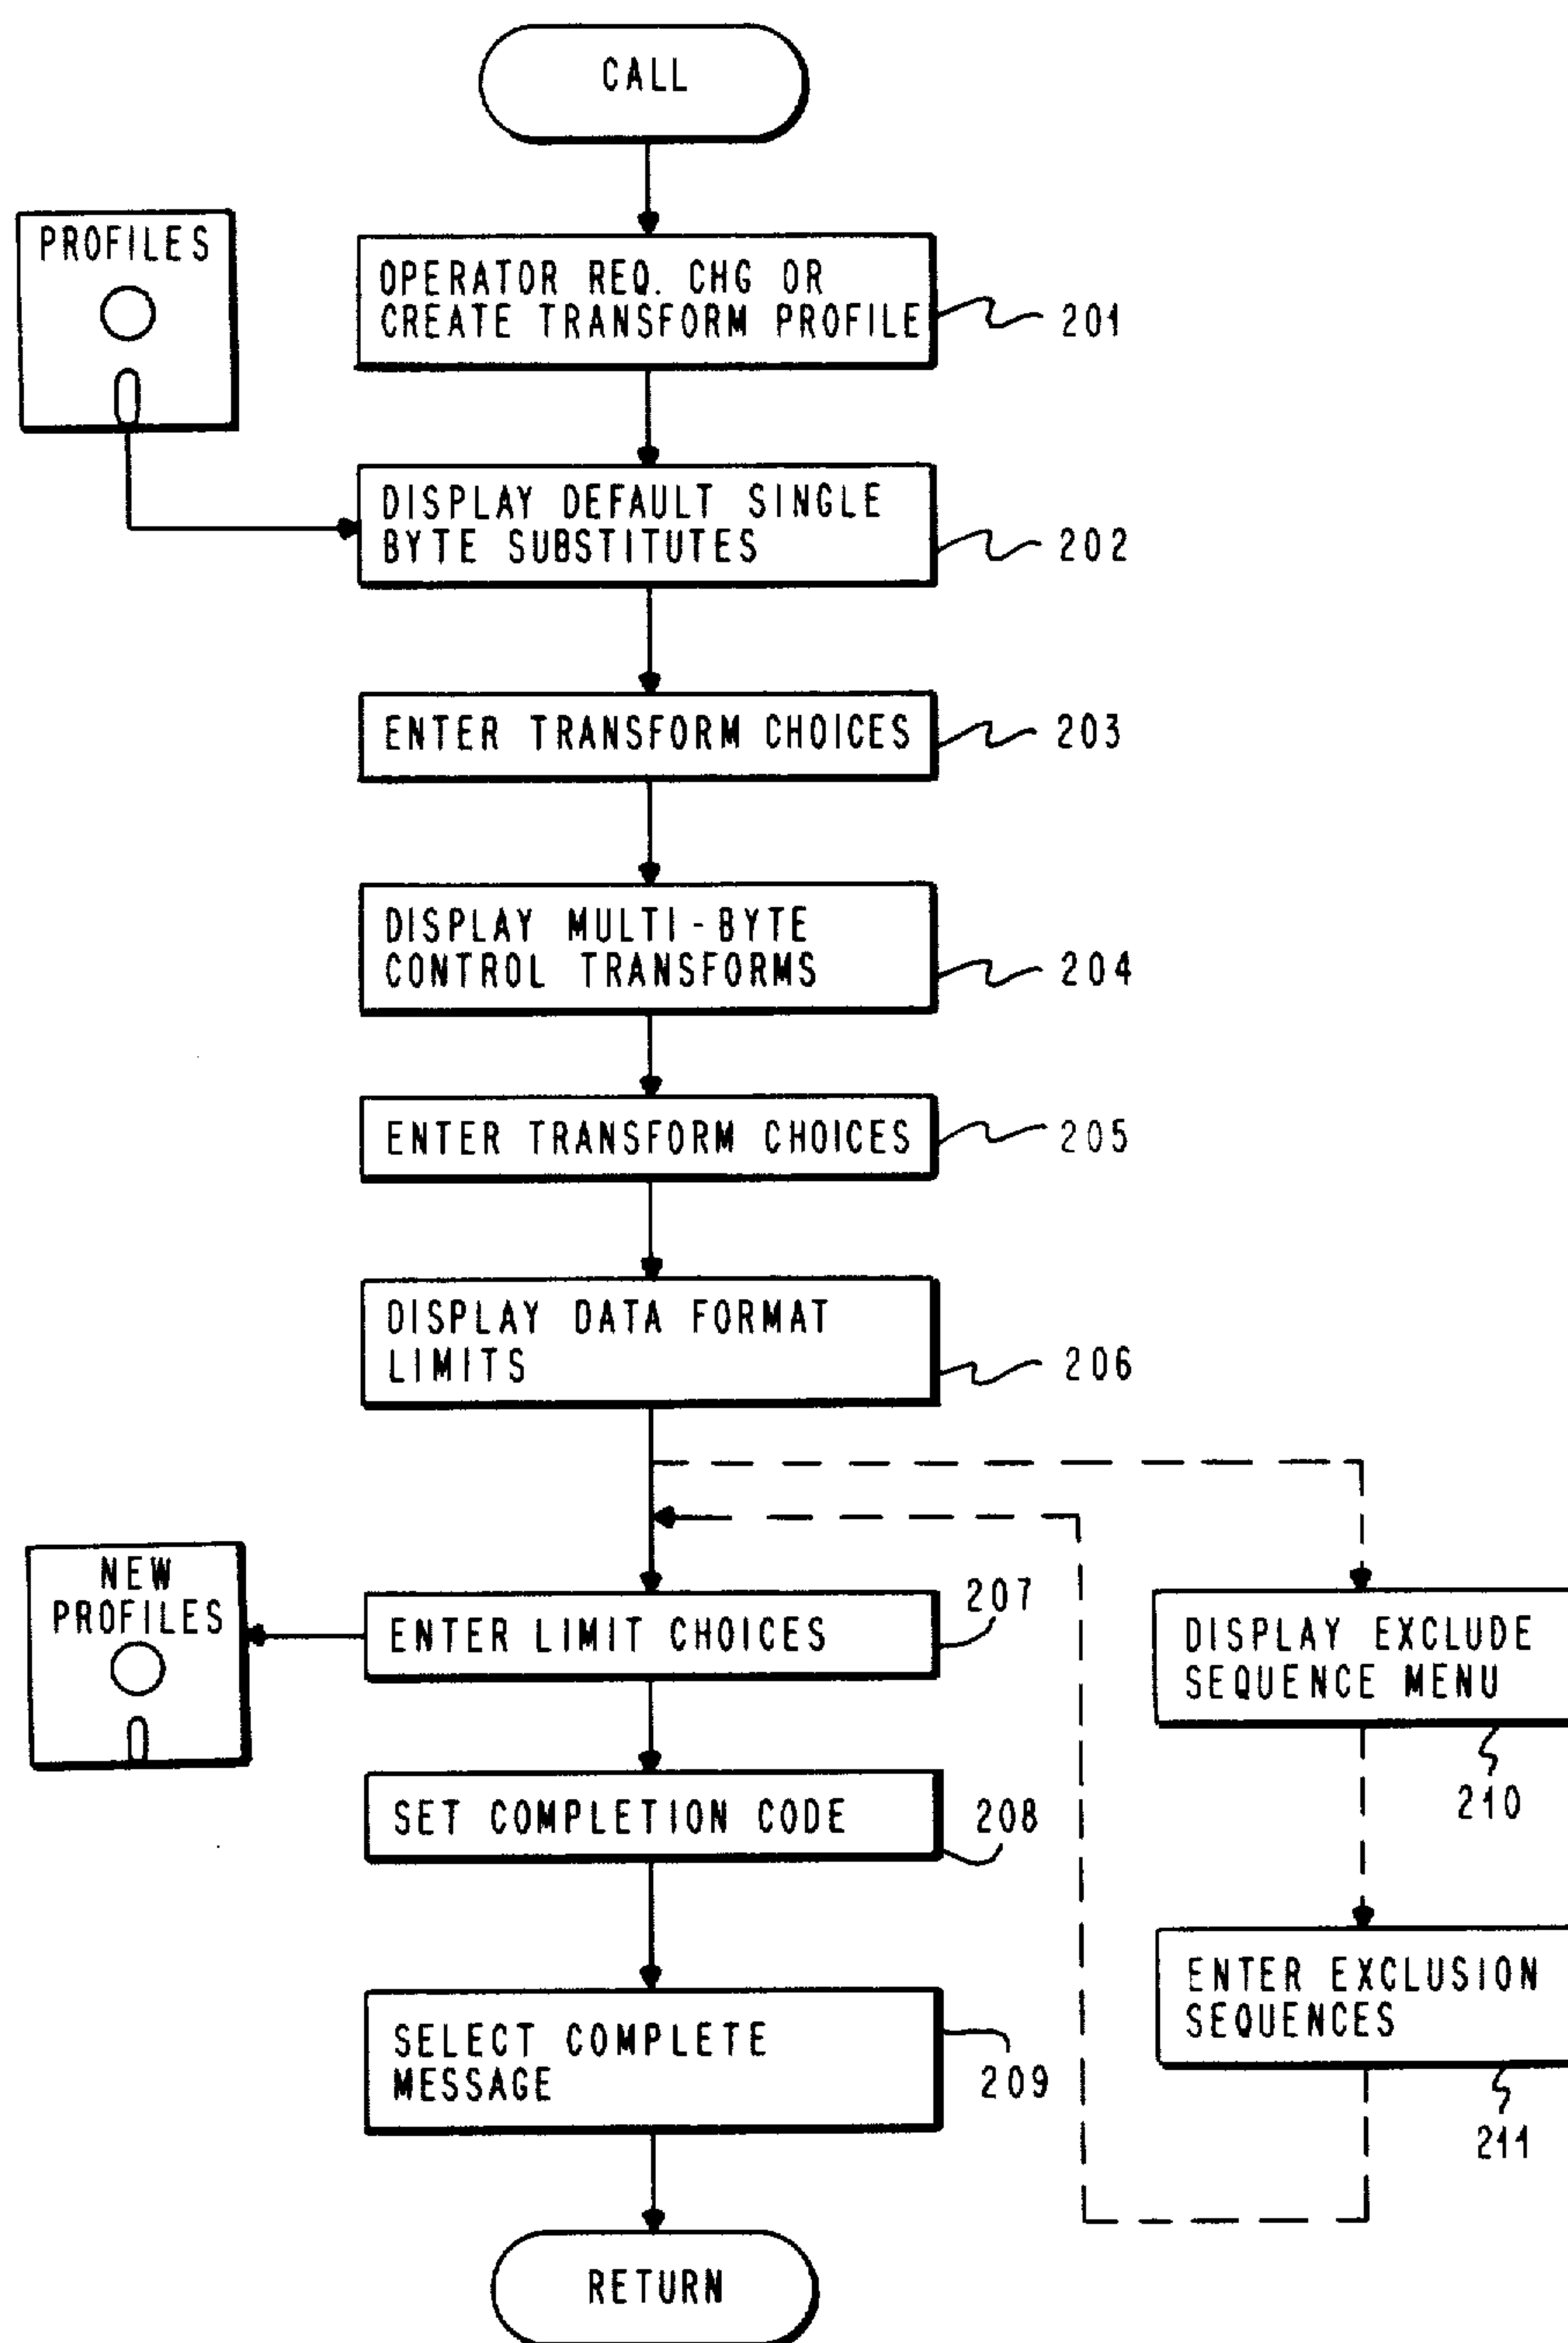 CALL
PROFILES
OPERATOR REQ. CHG OR
CREATE TRANSFORM PROFILE
201
DISPLAY DEFAULT SINGLE
BYTE SUBSTITUTES
202
ENTER TRANSFORM CHOICES
203
DISPLAY MULTI-BYTE
CONTROL TRANSFORMS
204
ENTER TRANSFORM CHOICES
205
DISPLAY DATA FORMAT
LIMITS
206
NEW
PROFILES
ENTER LIMIT CHOICES
207
DISPLAY EXCLUDE
SEQUENCE MENU
210
SET COMPLETION CODE
208
ENTER EXCLUSION
SEQUENCES
211
SELECT COMPLETE
MESSAGE
209
RETURN